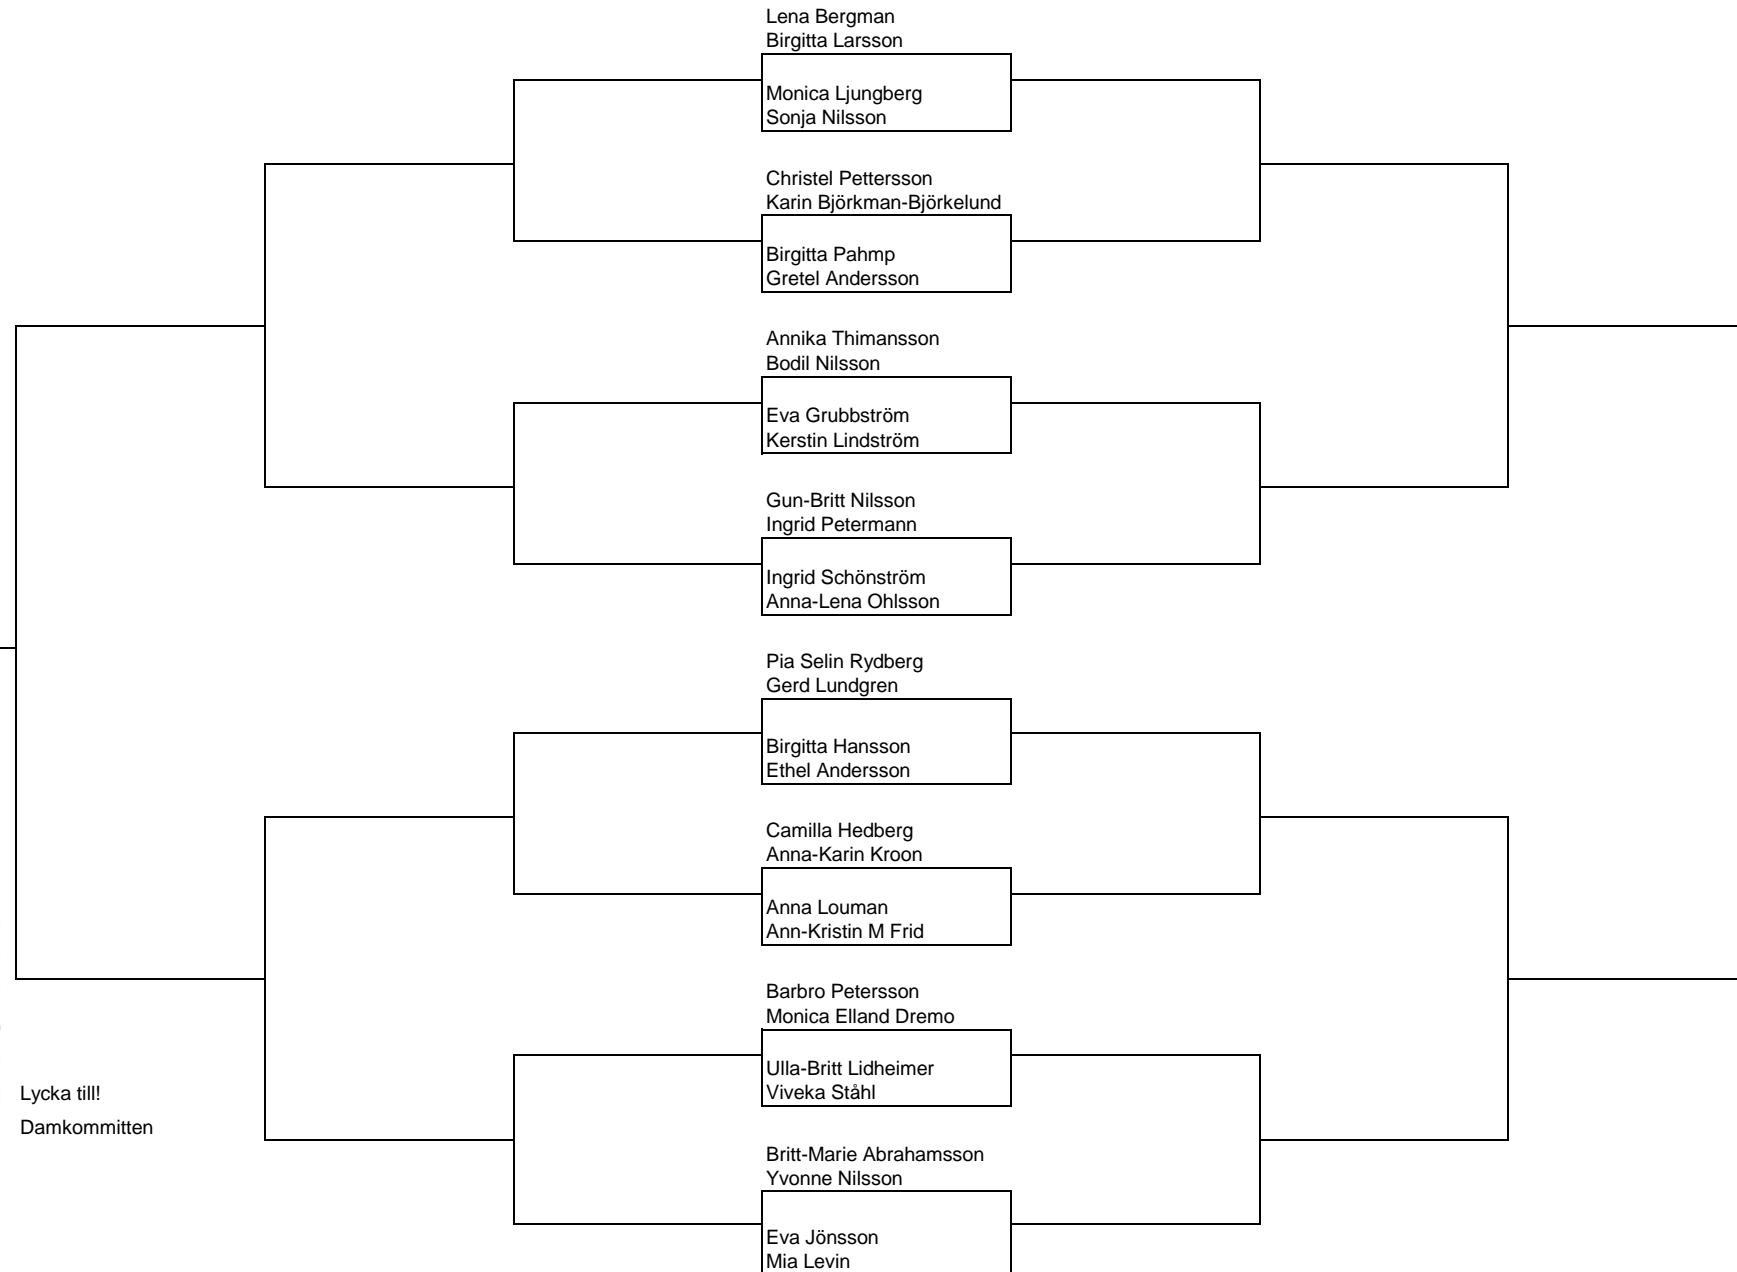 Lena Bergman
Birgitta Larsson
Monica Ljungberg
Sonja Nilsson
Christel Pettersson
Karin Björkman-Björkelund
Birgitta Pahmp
Gretel Andersson
Annika Thimansson
Bodil Nilsson
Eva Grubbström
Kerstin Lindström
Gun-Britt Nilsson
Ingrid Petermann
Ingrid Schönström
Anna-Lena Ohlsson
Pia Selin Rydberg
Gerd Lundgren
Birgitta Hansson
Ethel Andersson
Camilla Hedberg
Anna-Karin Kroon
Anna Louman
Ann-Kristin M Frid
Barbro Petersson
Monica Elland Dremo
Ulla-Britt Lidheimer
Viveka Ståhl
Lycka till!
Damkommitten
Britt-Marie Abrahamsson
Yvonne Nilsson
Eva Jönsson
Mia Levin